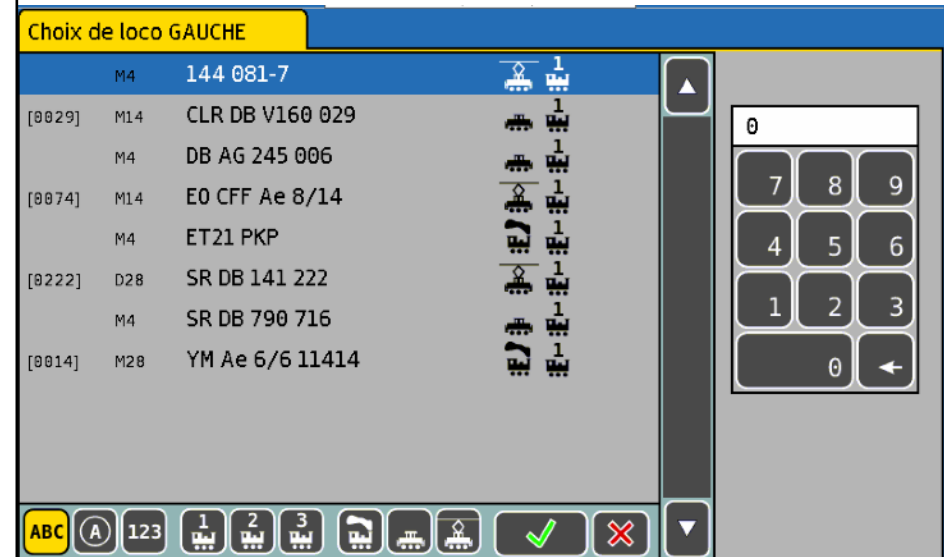 Choix de loco GAUCHE
M4 144 081-7 1
[0029] M14 CLR DB V160 029 1
M4 DB AG 245 006 1
[0074] M14 EO CFF Ae 8/14 1
M4 ET21 PKP 1
[0222] D28 SR DB 141 222 1
M4 SR DB 790 716 1
[0014] M28 YM Ae 6/6 11414 1
0
7 8 9
4 5 6
1 2 3
0
ABC A 123 1 2 3